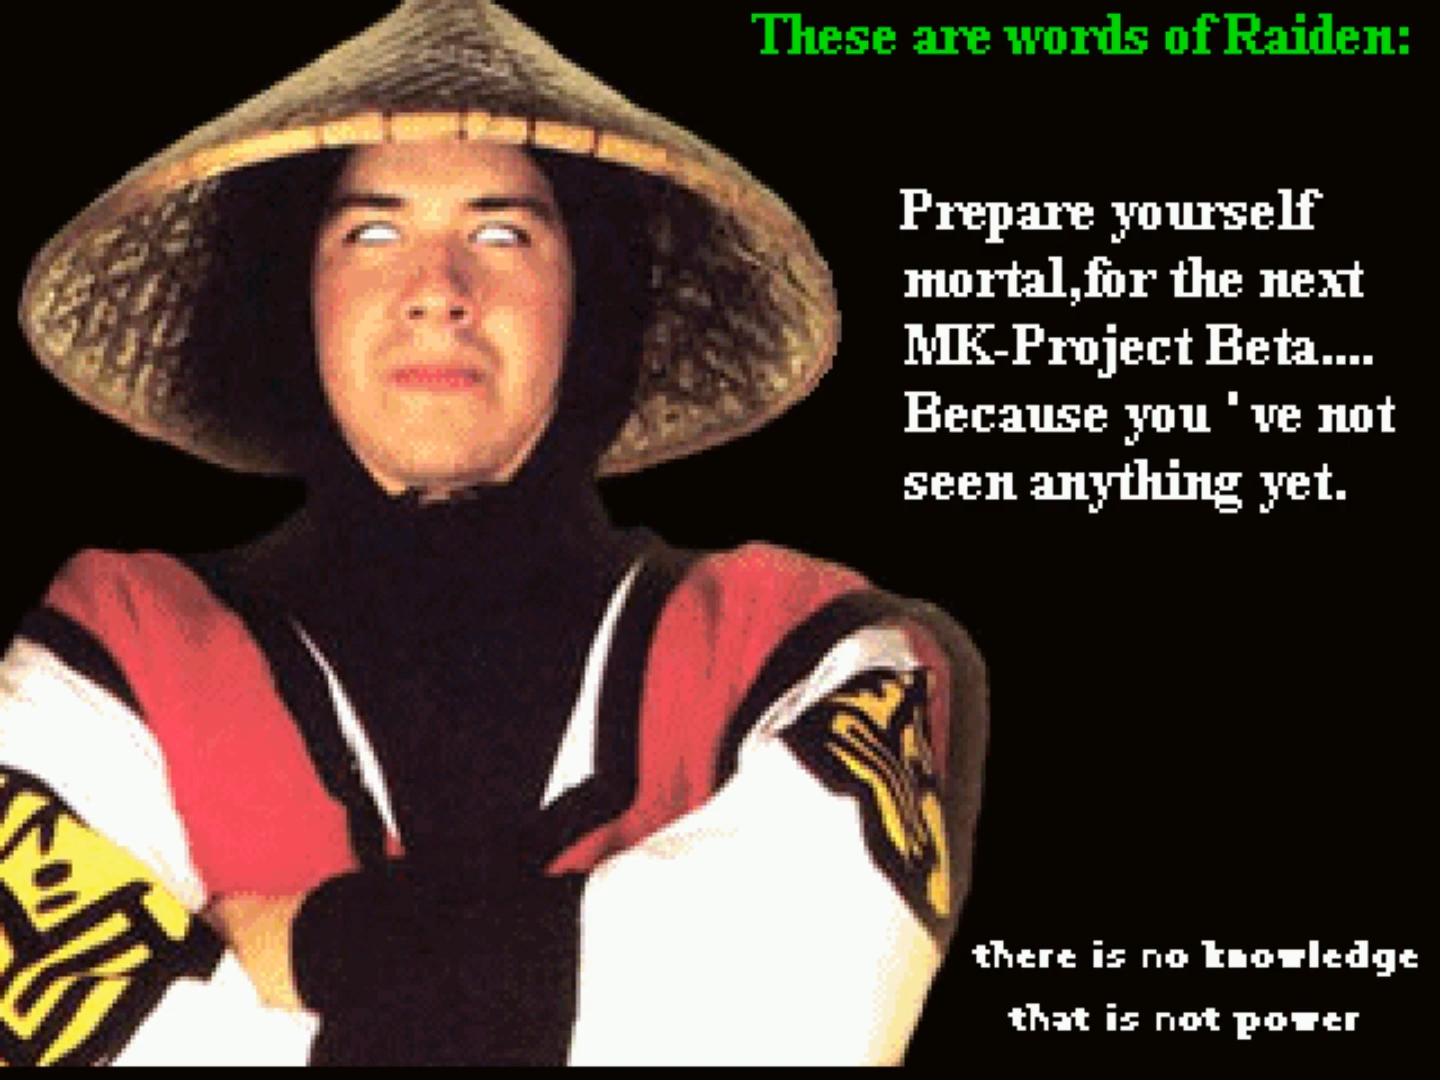 These are words of Raiden:
Prepare yourself
mortal,for the next
MK-Project Beta....
Because you ' ve not
seen anything yet.
there is no knowledge
that is not power